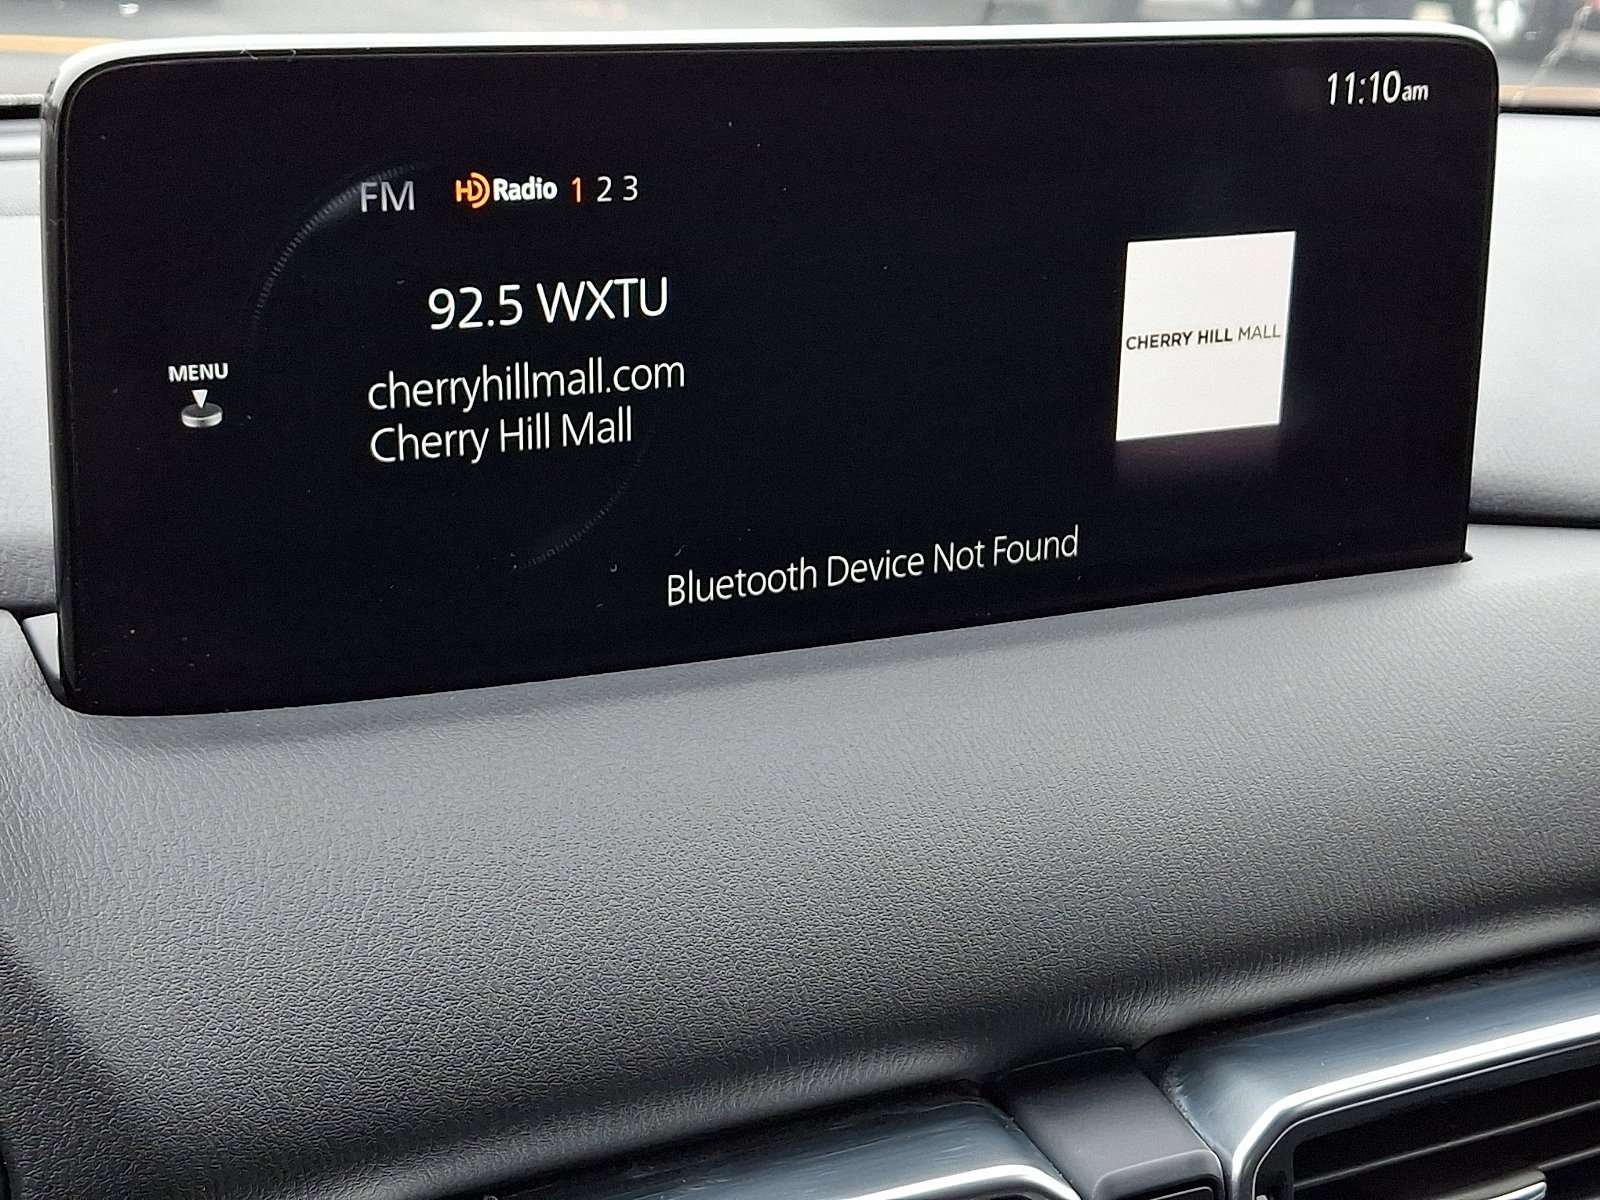 11:10am
FM HD Radio 1 2 3
92.5 WXTU
MENU
cherryhillmall.com
Cherry Hill Mall
CHERRY HILL MALL
Bluetooth Device Not Found